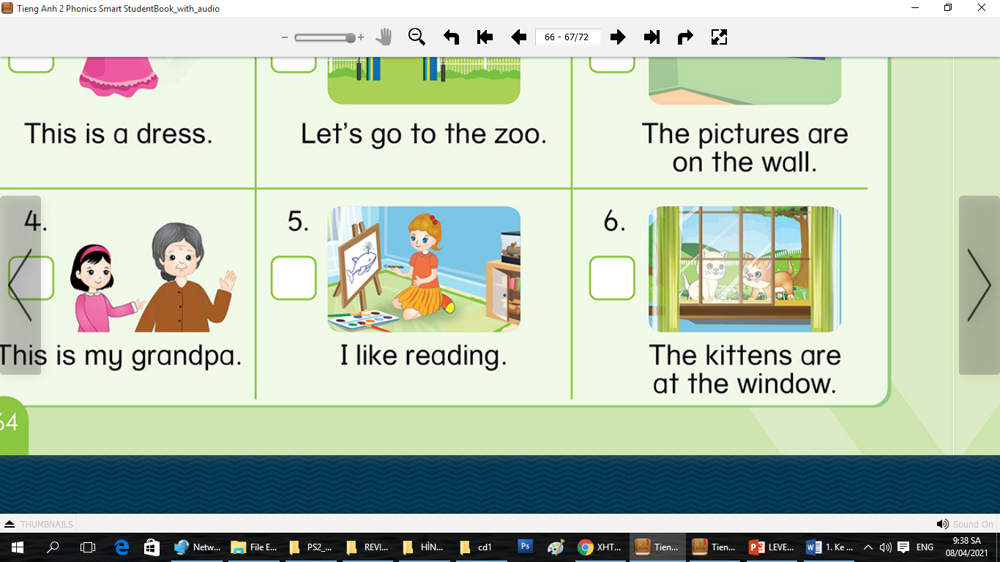 Tieng Anh 2 Phonics Smart StudentBook_with_audio
66 - 67/72
This is a dress.
Let's go to the zoo.
The pictures are
on the wall.
4.
5.
6.
This is my grandpa.
I like reading.
The kittens are
at the window.
64
THUMBNAILS
Sound On
Netw...
File E...
PS2_...
REVI...
HÌN...
cd1
Ps
XHT...
Tien...
Tien...
LEVE...
1. Ke ...
ENG
9:38 SA
08/04/2021